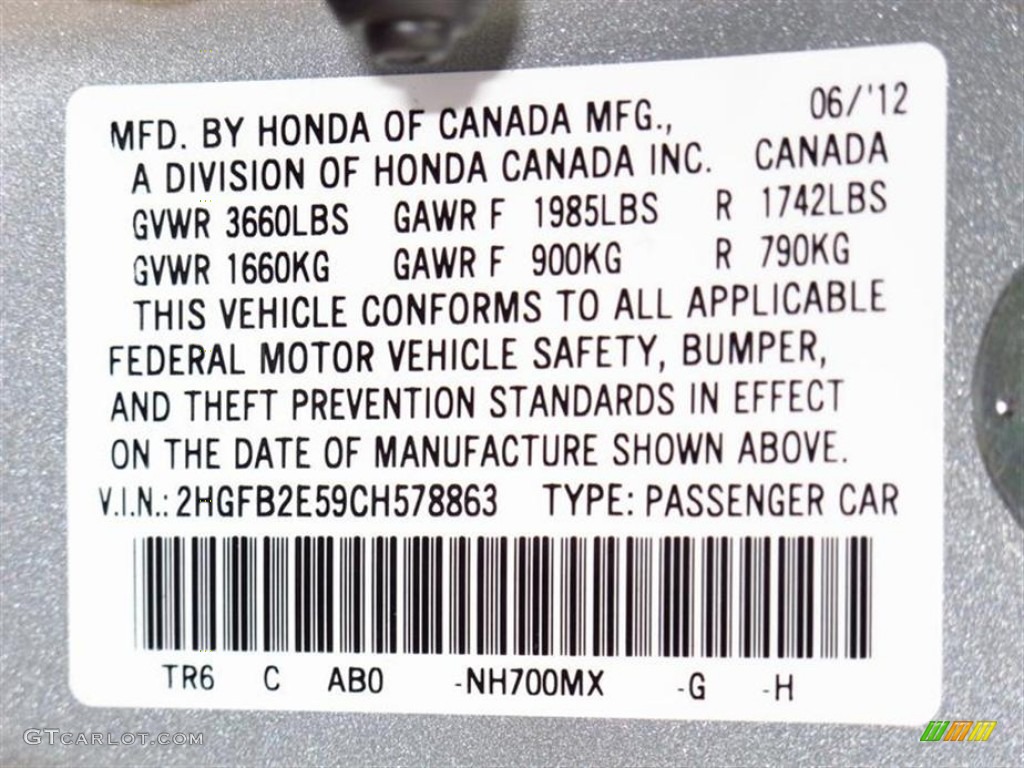 06/'12
MFD. BY HONDA OF CANADA MFG.,
A DIVISION OF HONDA CANADA INC. CANADA
GVWR 3660LBS GAWR F 1985LBS R 1742LBS
GVWR 1660KG GAWR F 900KG R 790KG
THIS VEHICLE CONFORMS TO ALL APPLICABLE
FEDERAL MOTOR VEHICLE SAFETY, BUMPER,
AND THEFT PREVENTION STANDARDS IN EFFECT
ON THE DATE OF MANUFACTURE SHOWN ABOVE.
V.I.N.: 2HGFB2E59CH578863 TYPE: PASSENGER CAR
TR6 C AB0 -NH700MX -G -H
GTCARLOT.COM